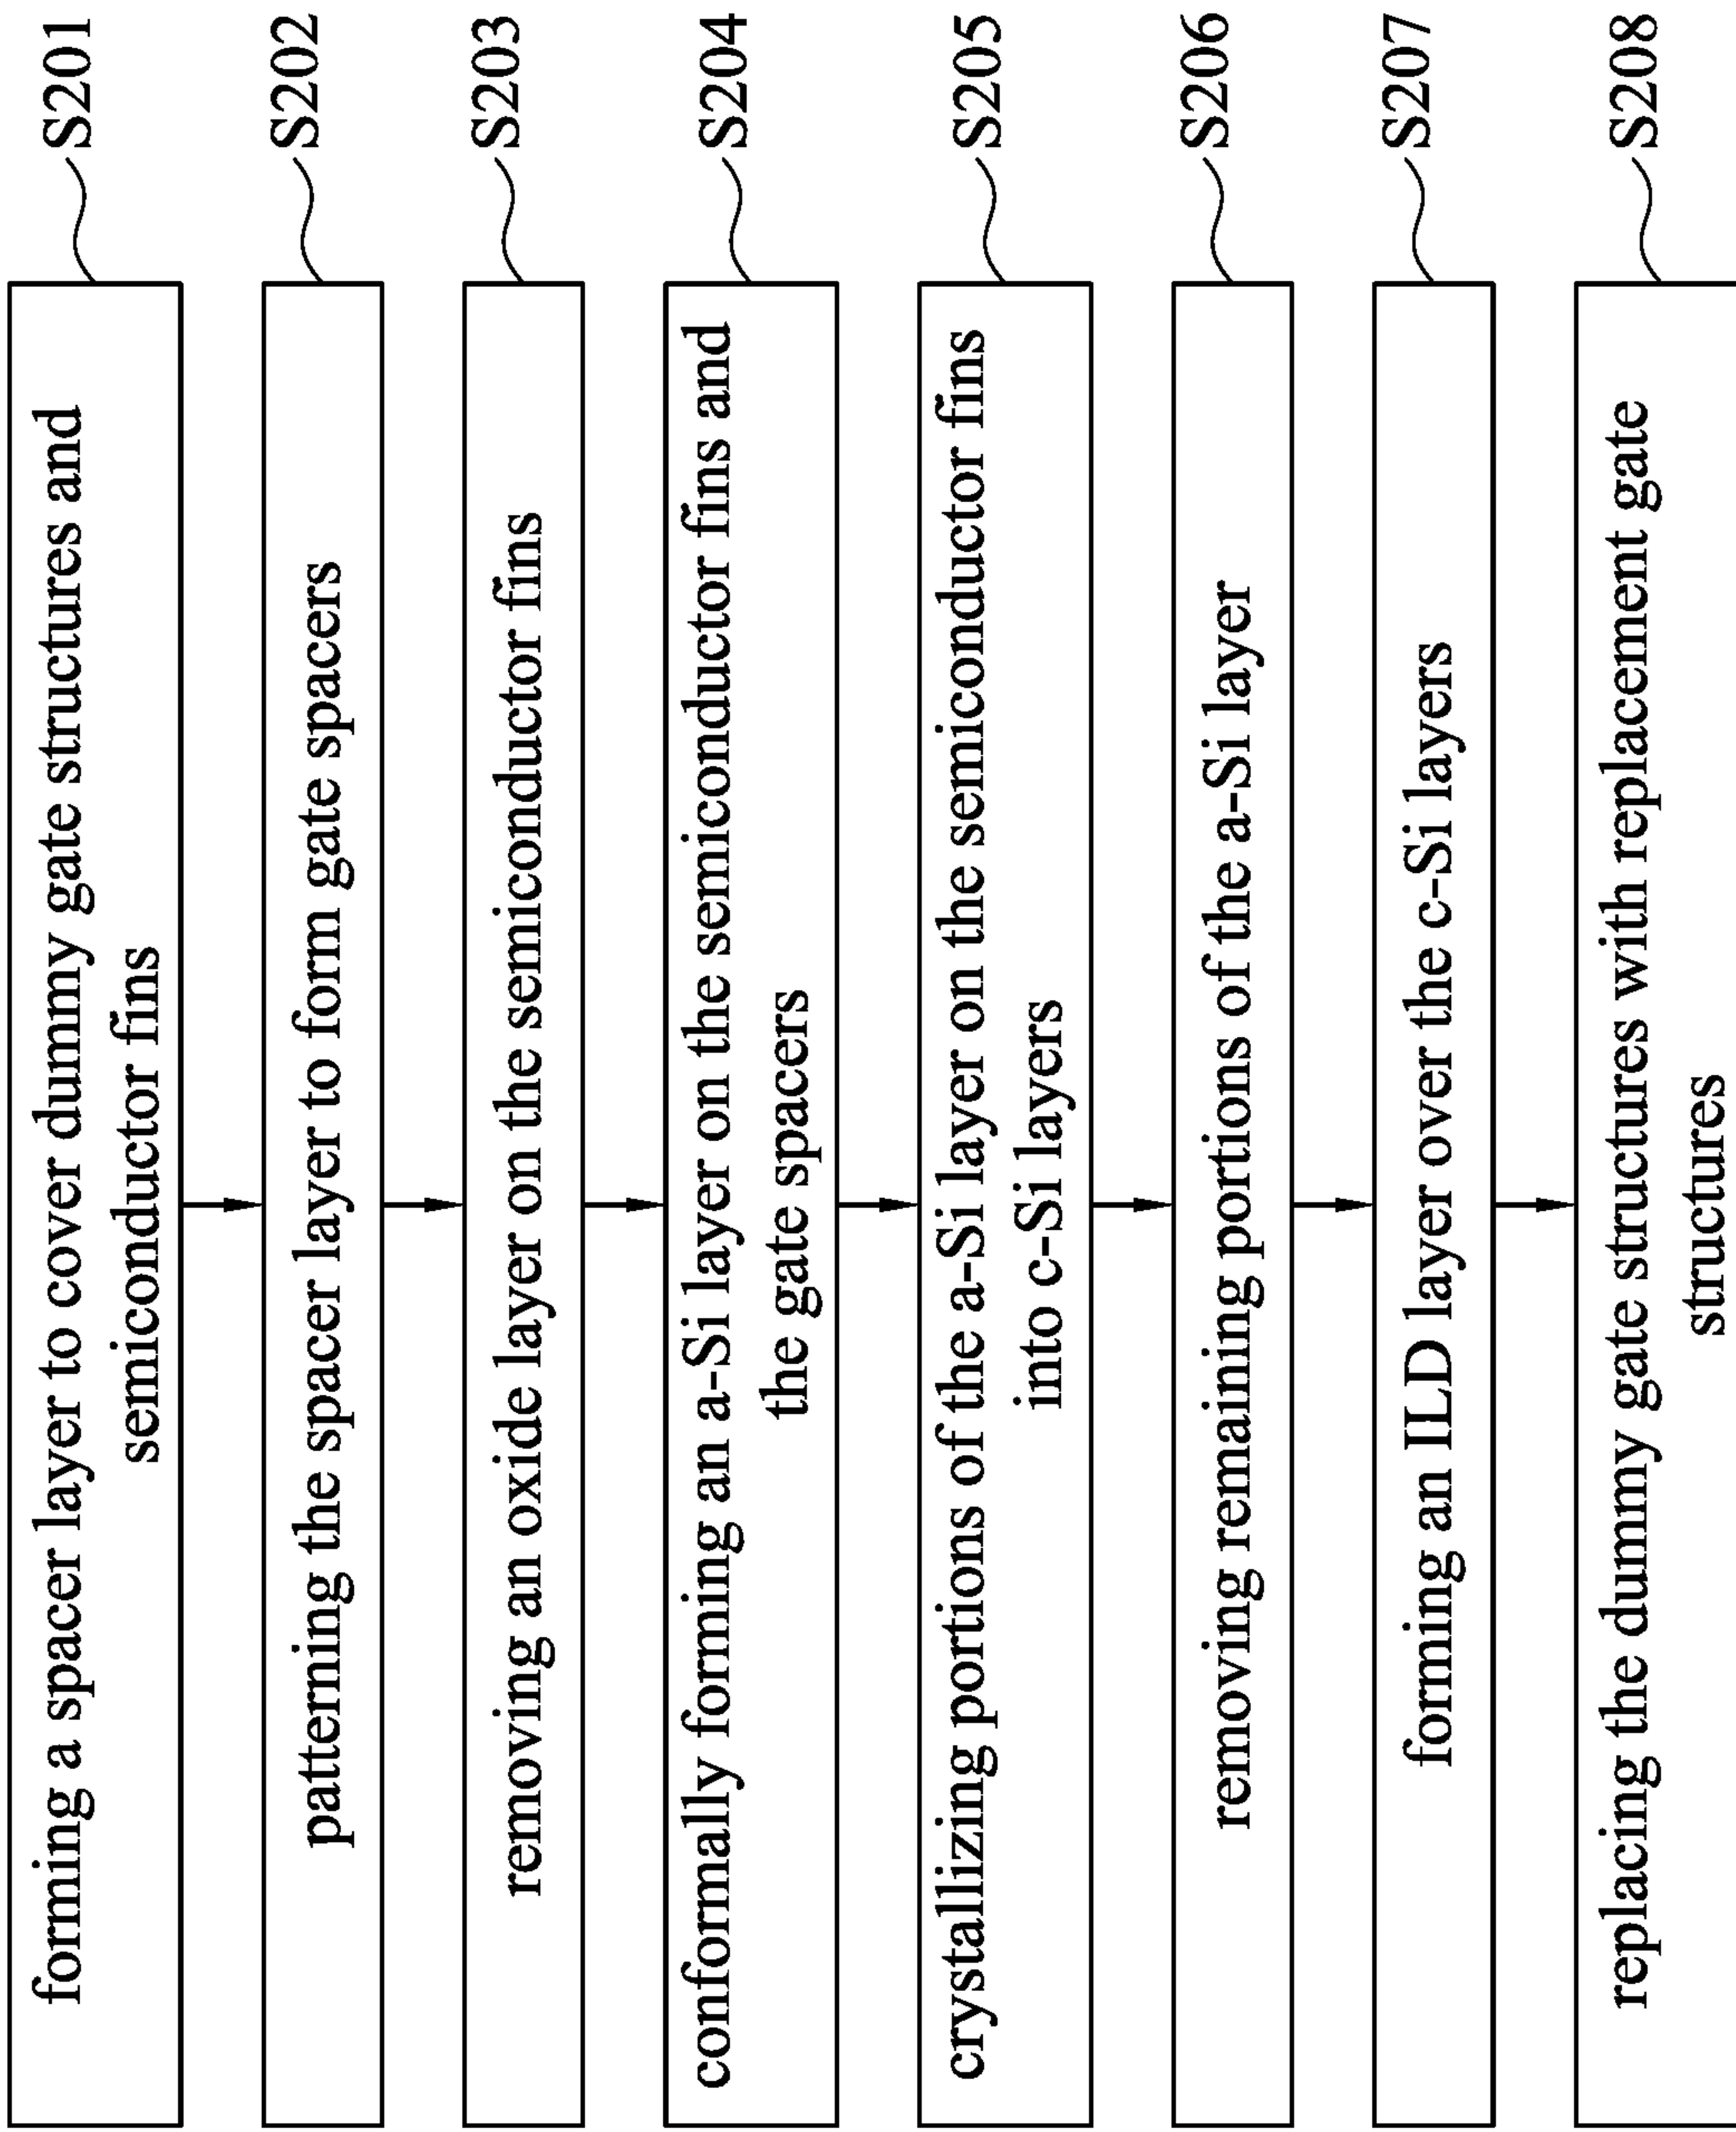 forming a spacer layer to cover dummy gate structures and
semiconductor fins
S201
patterning the spacer layer to form gate spacers
S202
removing an oxide layer on the semiconductor fins
S203
conformally forming an a-Si layer on the semiconductor fins and
the gate spacers
S204
crystallizing portions of the a-Si layer on the semiconductor fins
into c-Si layers
S205
removing remaining portions of the a-Si layer
S206
forming an ILD layer over the c-Si layers
S207
replacing the dummy gate structures with replacement gate
structures
S208